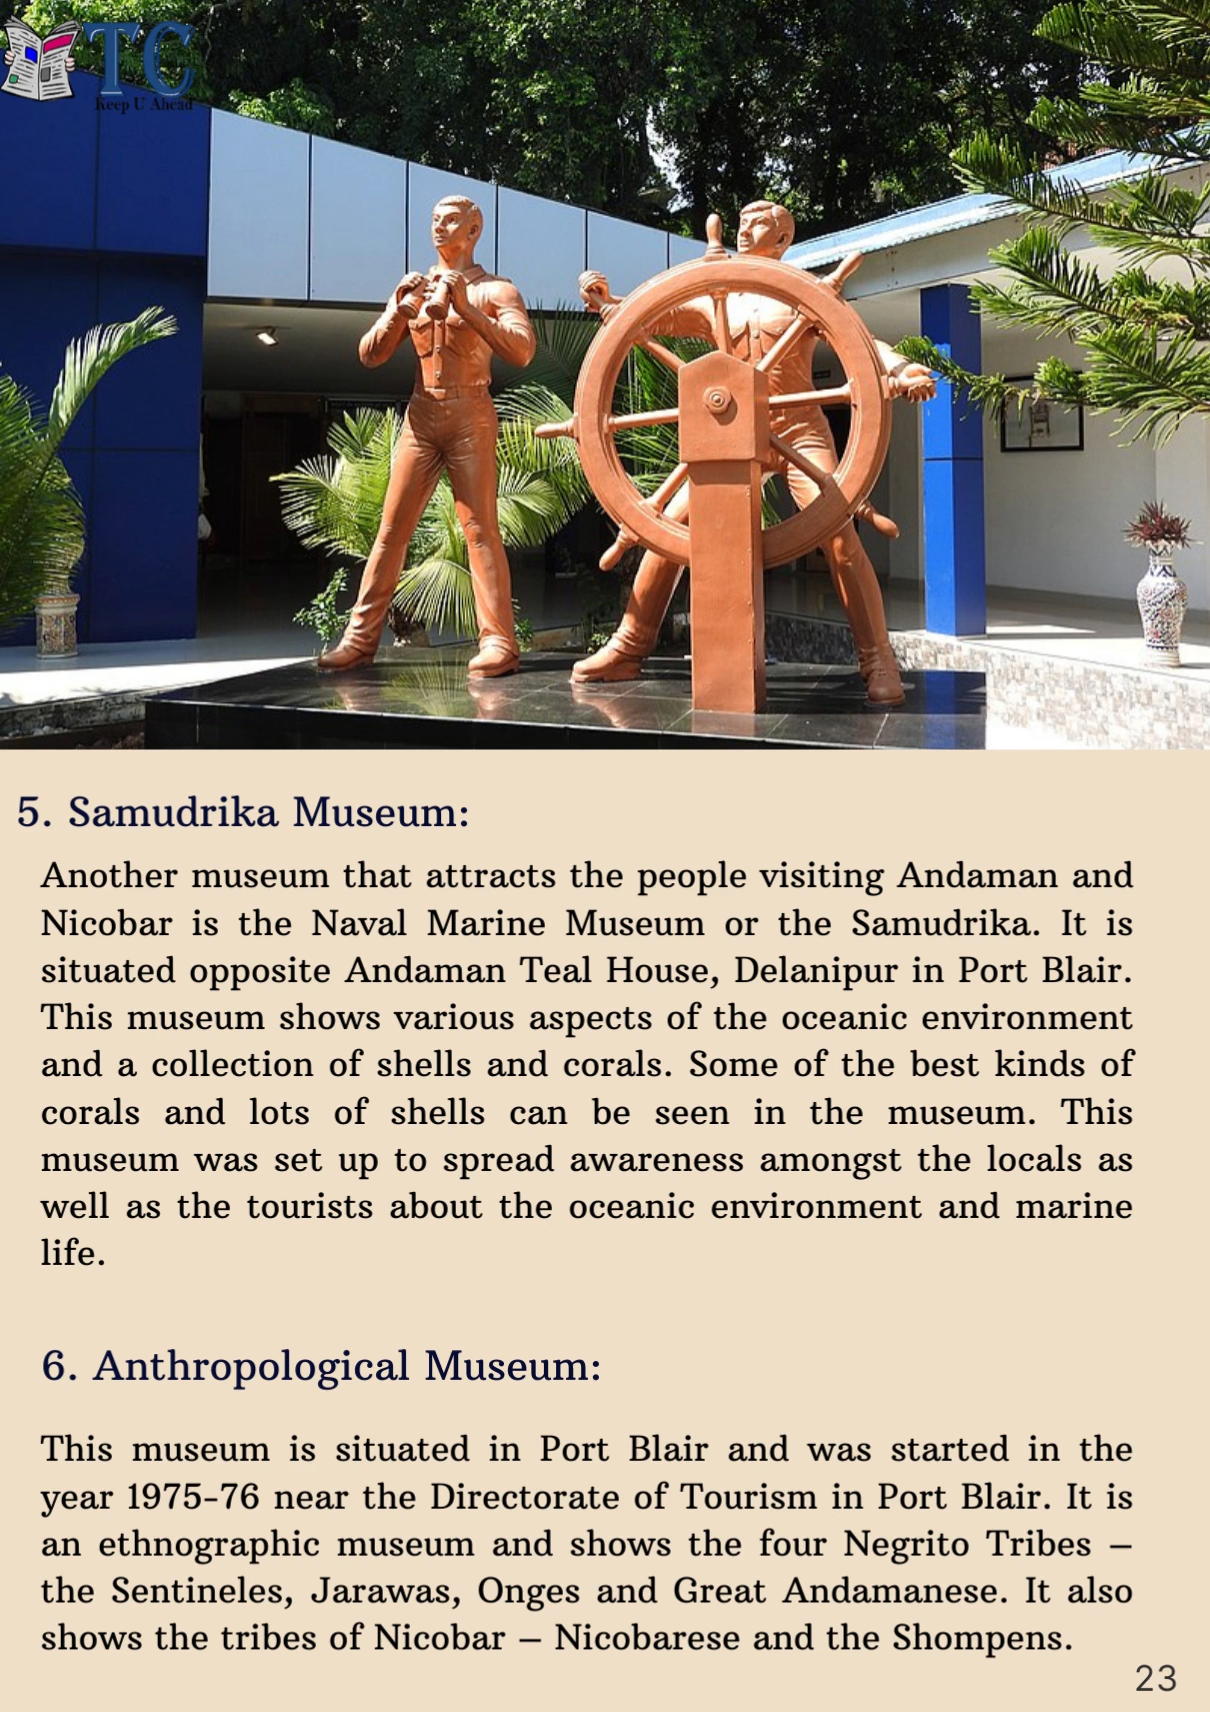 TC
Keep U Ahead
5. Samudrika Museum:
Another museum that attracts the people visiting Andaman and
Nicobar is the Naval Marine Museum or the Samudrika. It is
situated opposite Andaman Teal House, Delanipur in Port Blair.
This museum shows various aspects of the oceanic environment
and a collection of shells and corals. Some of the best kinds of
corals and lots of shells can be seen in the museum. This
museum was set up to spread awareness amongst the locals as
well as the tourists about the oceanic environment and marine
life.
6. Anthropological Museum:
This museum is situated in Port Blair and was started in the
year 1975-76 near the Directorate of Tourism in Port Blair. It is
an ethnographic museum and shows the four Negrito Tribes –
the Sentineles, Jarawas, Onges and Great Andamanese. It also
shows the tribes of Nicobar – Nicobarese and the Shompens.
23